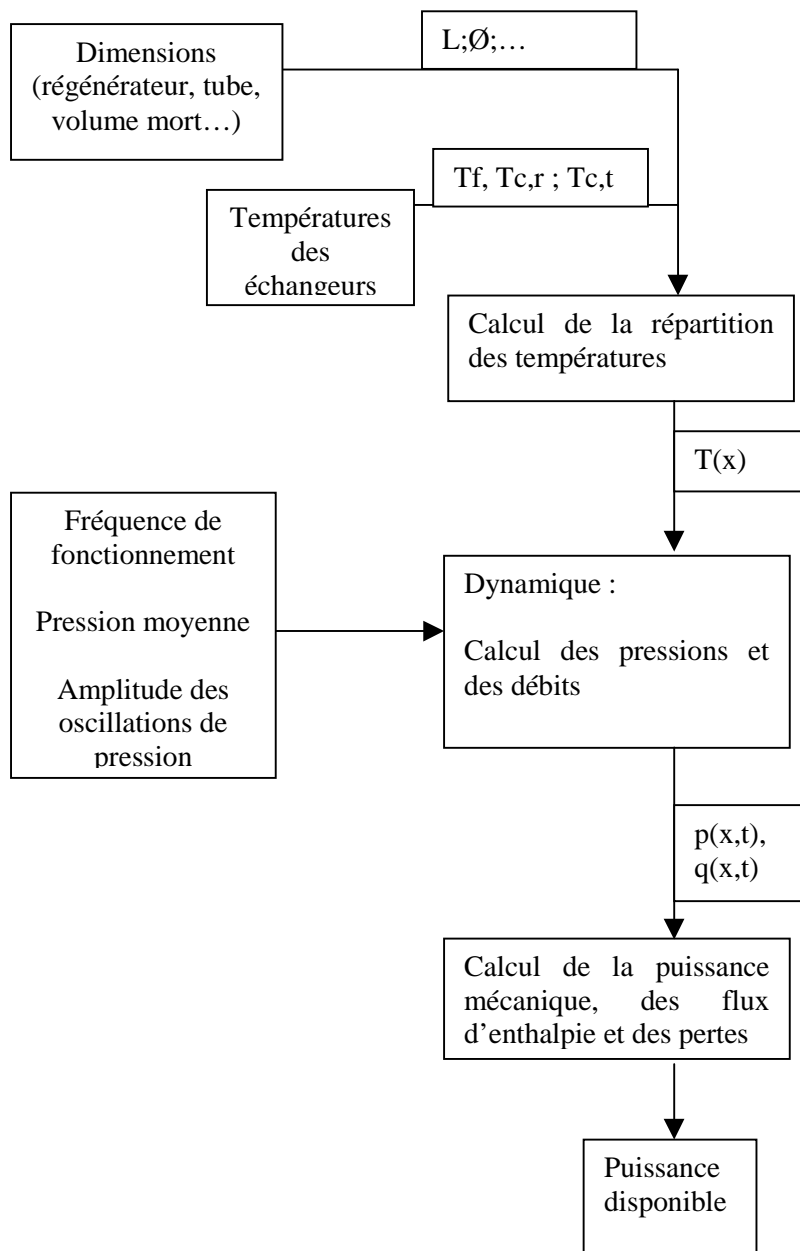 Dimensions
(régénérateur, tube,
volume mort…)
L;Ø;…
Tf, Tc,r ; Tc,t
Températures
des
échangeurs
Calcul de la répartition
des températures
T(x)
Fréquence de
fonctionnement
Pression moyenne
Amplitude des
oscillations de
pression
Dynamique :
Calcul des pressions et
des débits
p(x,t),
q(x,t)
Calcul de la puissance
mécanique, des flux
d’enthalpie et des pertes
Puissance
disponible